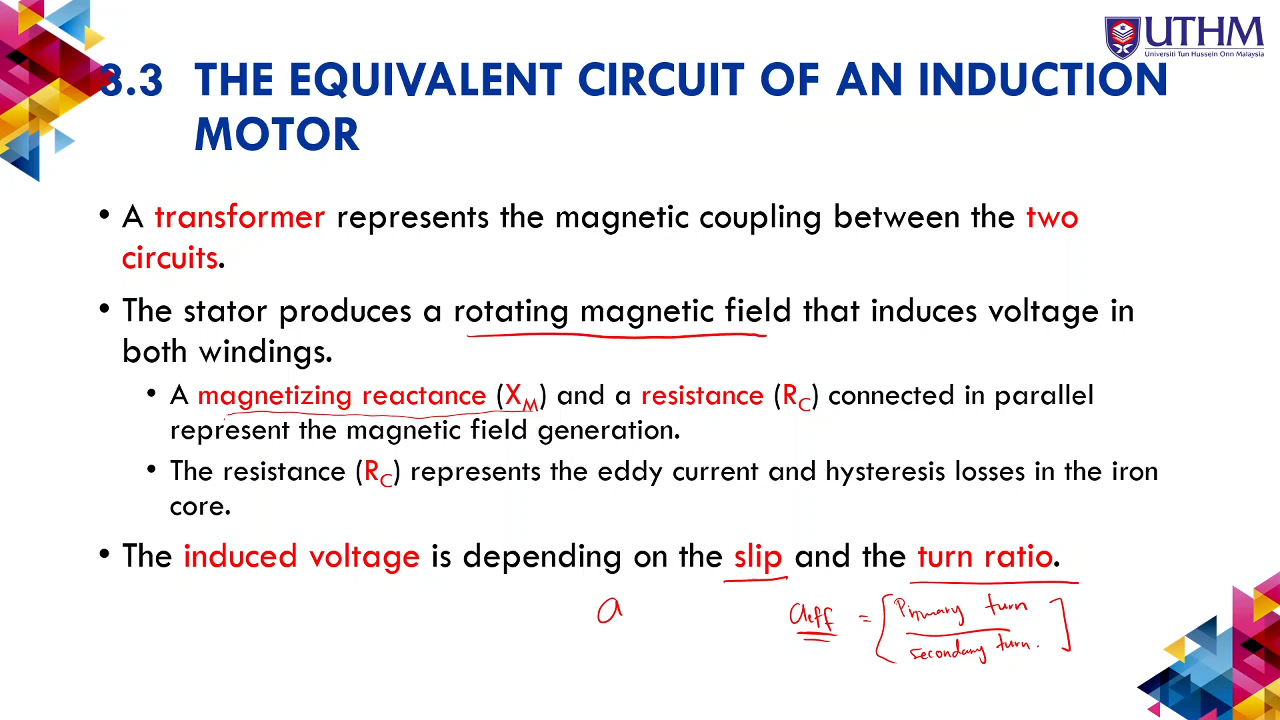 UTHM
Universiti Tun Hussein Onn Malaysia
3.3 THE EQUIVALENT CIRCUIT OF AN INDUCTION
MOTOR
• A transformer represents the magnetic coupling between the two
circuits.
• The stator produces a rotating magnetic field that induces voltage in
both windings.
• A magnetizing reactance (XM) and a resistance (RC) connected in parallel
represent the magnetic field generation.
• The resistance (RC) represents the eddy current and hysteresis losses in the iron
core.
• The induced voltage is depending on the slip and the turn ratio.
a
aeff = [Primary turn
secondary turn.]